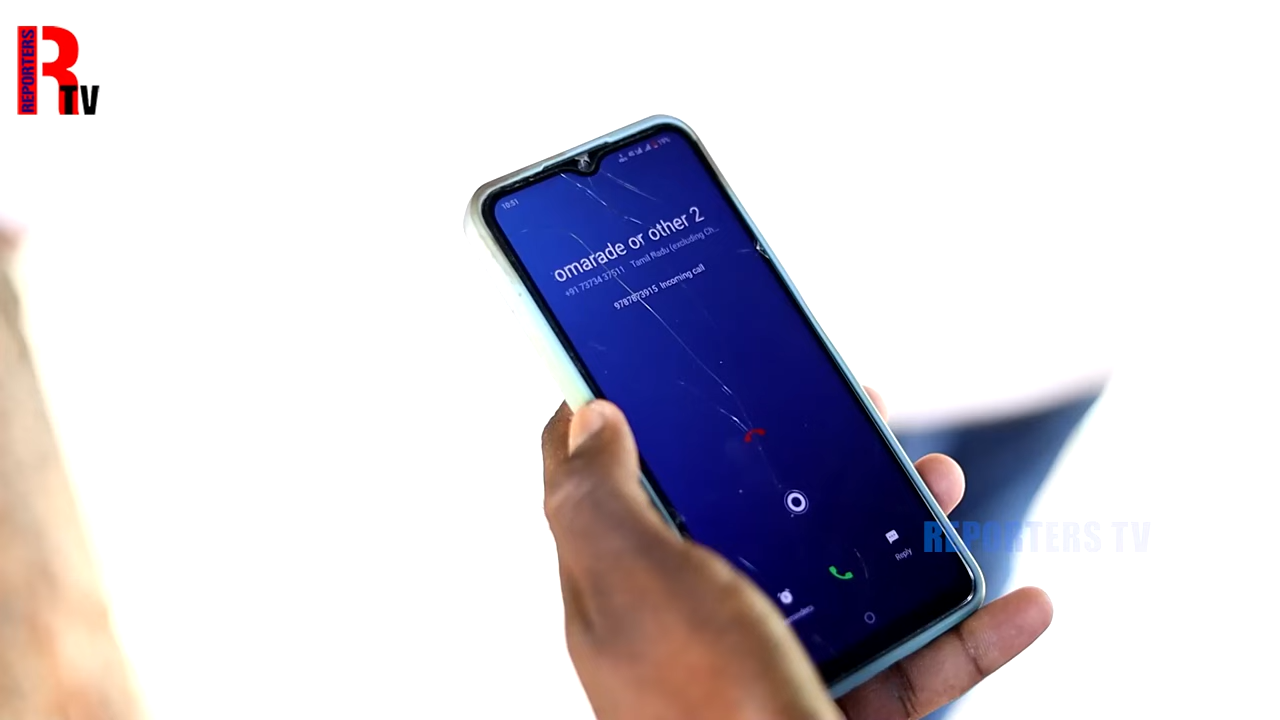 REPORTERS
R
TV
10:51
omarade or other 2
+91 73734 37511 Tamil Nadu (excluding Ch...
9787873915 Incoming call
Reply
REPORTERS TV